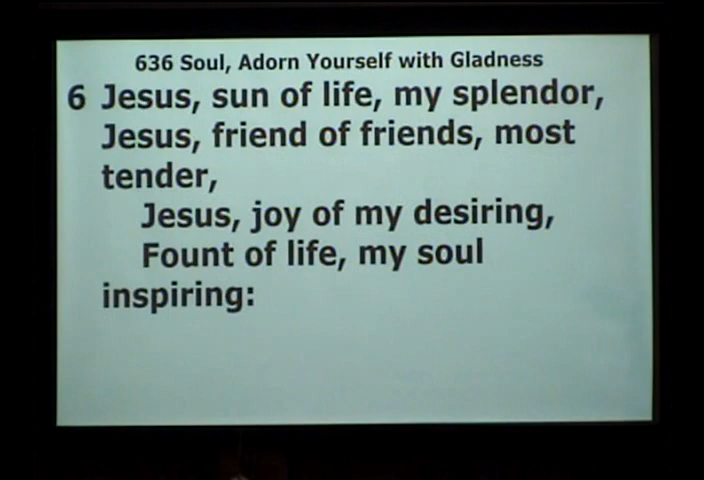 636 Soul, Adorn Yourself with Gladness
6 Jesus, sun of life, my splendor,
Jesus, friend of friends, most
tender,
Jesus, joy of my desiring,
Fount of life, my soul
inspiring: